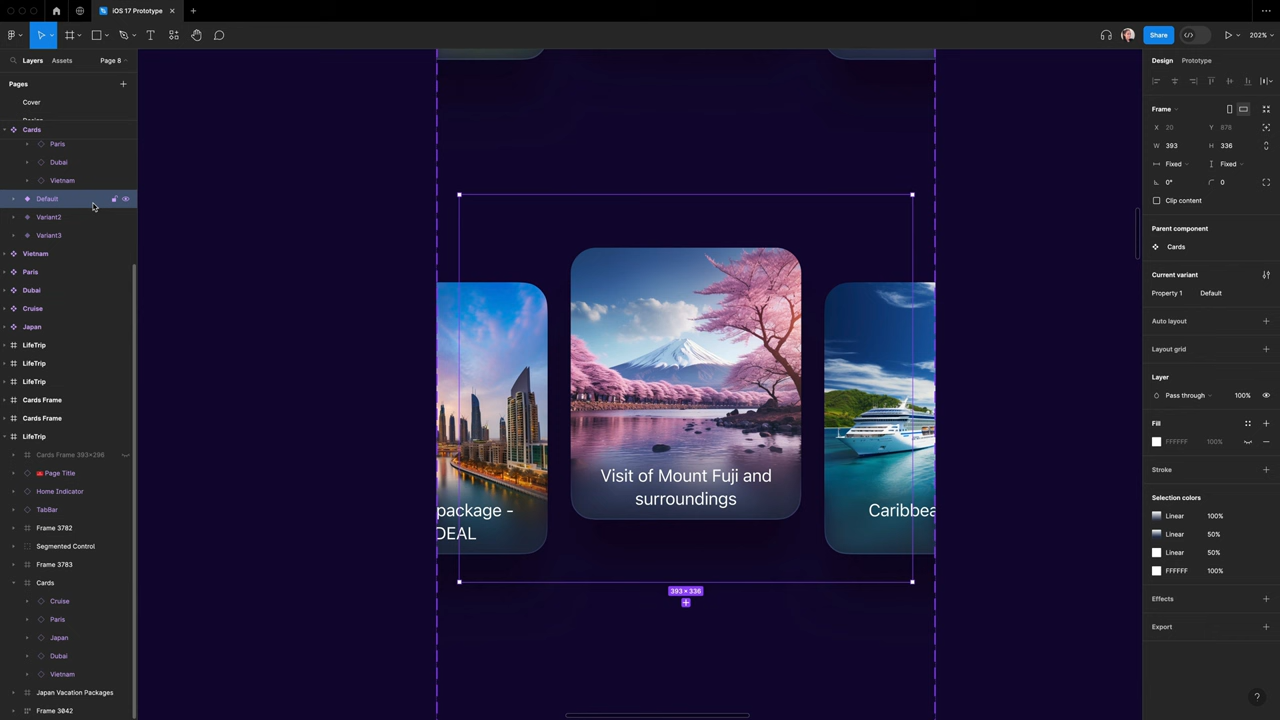 iOS 17 Prototype
Share
202%
Layers
Assets
Page 8
Design
Prototype
Pages
Cover
Cards
Paris
Dubai
Vietnam
Default
Variant2
Variant3
Vietnam
Paris
Dubai
Cruise
Japan
LifeTrip
LifeTrip
LifeTrip
Cards Frame
Cards Frame
LifeTrip
Cards Frame 393×296
Page Title
Home Indicator
TabBar
Frame 3782
Segmented Control
Frame 3783
Cards
Cruise
Paris
Japan
Dubai
Vietnam
Japan Vacation Packages
Frame 3042
package -
DEAL
Visit of Mount Fuji and
surroundings
Caribbea
393 × 336
Frame
X 20 Y 878
W 393 H 336
Fixed Fixed
0° 0
Clip content
Parent component
Cards
Current variant
Property 1 Default
Auto layout
Layout grid
Layer
Pass through 100%
Fill
FFFFFF 100%
Stroke
Selection colors
Linear 100%
Linear 50%
Linear 50%
FFFFFF 100%
Effects
Export
?